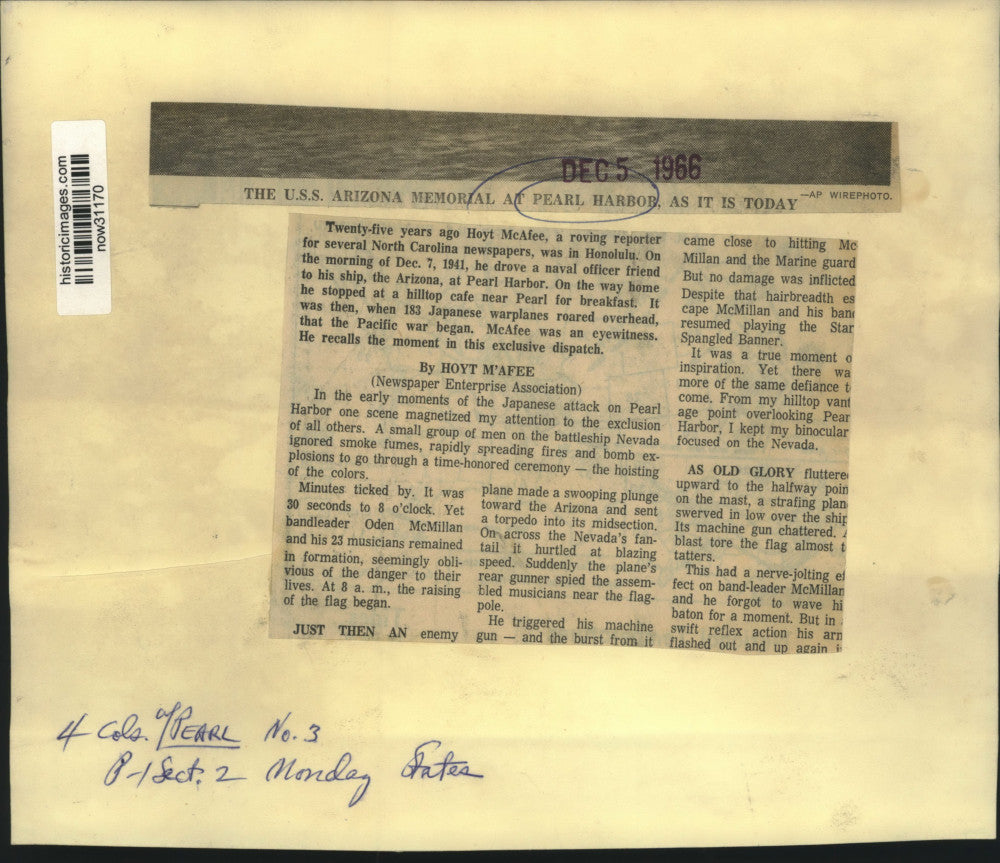 historicimages.com
now31170
DEC 5 1966
THE U.S.S. ARIZONA MEMORIAL AT PEARL HARBOR, AS IT IS TODAY
—AP WIREPHOTO.
Twenty-five years ago Hoyt McAfee, a roving reporter
for several North Carolina newspapers, was in Honolulu. On
the morning of Dec. 7, 1941, he drove a naval officer friend
to his ship, the Arizona, at Pearl Harbor. On the way home
he stopped at a hilltop cafe near Pearl for breakfast. It
was then, when 183 Japanese warplanes roared overhead,
that the Pacific war began. McAfee was an eyewitness.
He recalls the moment in this exclusive dispatch.
By HOYT M'AFEE
(Newspaper Enterprise Association)
In the early moments of the Japanese attack on Pearl
Harbor one scene magnetized my attention to the exclusion
of all others. A small group of men on the battleship Nevada
ignored smoke fumes, rapidly spreading fires and bomb ex-
plosions to go through a time-honored ceremony — the hoisting
of the colors.
Minutes ticked by. It was
30 seconds to 8 o'clock. Yet
bandleader Oden McMillan
and his 23 musicians remained
in formation, seemingly obli-
vious of the danger to their
lives. At 8 a. m., the raising
of the flag began.
JUST THEN AN enemy
plane made a swooping plunge
toward the Arizona and sent
a torpedo into its midsection.
On across the Nevada's fan-
tail it hurtled at blazing
speed. Suddenly the plane's
rear gunner spied the assem-
bled musicians near the flag-
pole.
He triggered his machine
gun — and the burst from it
came close to hitting Mc
Millan and the Marine guard
But no damage was inflicted
Despite that hairbreadth es
cape McMillan and his band
resumed playing the Star
Spangled Banner.
It was a true moment o
inspiration. Yet there wa
more of the same defiance t
come. From my hilltop vant
age point overlooking Pear
Harbor, I kept my binocular
focused on the Nevada.
AS OLD GLORY fluttere
upward to the halfway poin
on the mast, a strafing plan
swerved in low over the ship
Its machine gun chattered.
blast tore the flag almost t
tatters.
This had a nerve-jolting ef
fect on band-leader McMillan
and he forgot to wave hi
baton for a moment. But in
swift reflex action his arn
flashed out and up again i
4 Cols. w/PEARL No. 3
P-1 Sect. 2 Monday States